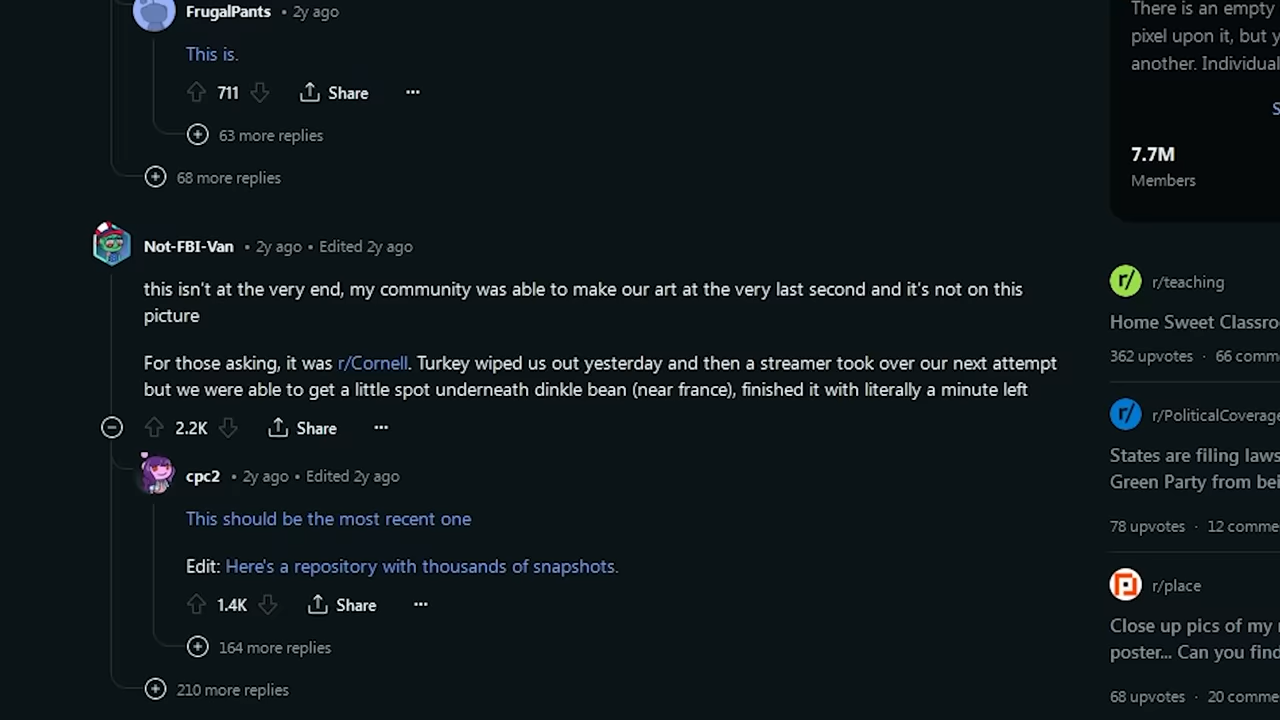 FrugalPants • 2y ago
This is.
711 Share ...
63 more replies
68 more replies
Not-FBI-Van • 2y ago • Edited 2y ago
this isn't at the very end, my community was able to make our art at the very last second and it's not on this
picture
For those asking, it was r/Cornell. Turkey wiped us out yesterday and then a streamer took over our next attempt
but we were able to get a little spot underneath dinkle bean (near france), finished it with literally a minute left
2.2K Share ...
cpc2 • 2y ago • Edited 2y ago
This should be the most recent one
Edit: Here's a repository with thousands of snapshots.
1.4K Share ...
164 more replies
210 more replies
There is an empty
pixel upon it, but y
another. Individual
S
7.7M
Members
r/ r/teaching
Home Sweet Classro
362 upvotes · 66 comm
r/ r/PoliticalCoverage
States are filing laws
Green Party from bei
78 upvotes · 12 comme
r/place
Close up pics of my
poster... Can you find
68 upvotes · 20 comme